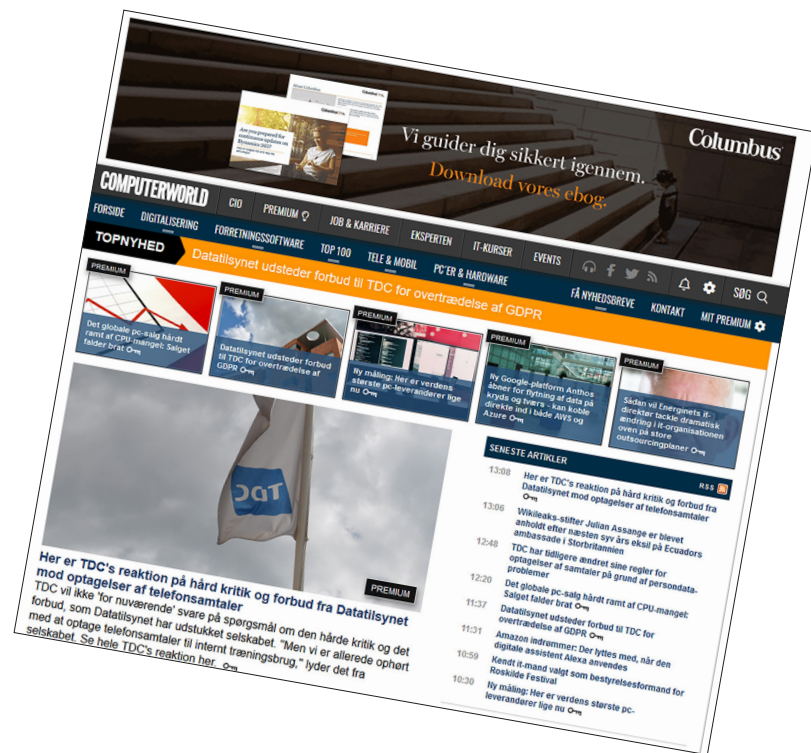 Are you prepared for
continuous updates on
Dynamics 365?
Columbus
Vi guider dig sikkert igennem.
Download vores ebog.
COMPUTERWORLD
CIO
PREMIUM
JOB & KARRIERE
EKSPERTEN
IT-KURSER
EVENTS
SØG
FORSIDE
DIGITALISERING
FORRETNINGSSOFTWARE
TOP 100
TELE & MOBIL
PC'ER & HARDWARE
FÅ NYHEDSBREVE
KONTAKT
MIT PREMIUM
TOPNYHED
Datatilsynet udsteder forbud til TDC for overtrædelse af GDPR
PREMIUM
Det globale pc-salg hårdt
ramt af CPU-mangel: Salget
falder brat
PREMIUM
Datatilsynet udsteder forbud
til TDC for overtrædelse af
GDPR
PREMIUM
Ny måling: Her er verdens
største pc-leverandører lige
nu
PREMIUM
Ny Google-platform Anthos
åbner for flytning af data på
kryds og tværs - kan koble
direkte ind i både AWS og
Azure
PREMIUM
Sådan vil Energinets it-
direktør tackle dramatisk
ændring i it-organisationen
oven på store
outsourcingplaner
TDC
PREMIUM
Her er TDC's reaktion på hård kritik og forbud fra Datatilsynet
mod optagelser af telefonsamtaler
TDC vil ikke 'for nuværende' svare på spørgsmål om den hårde kritik og det
forbud, som Datatilsynet har udstukket selskabet. "Men vi er allerede ophørt
med at optage telefonsamtaler til internt træningsbrug," lyder det fra
selskabet. Se hele TDC's reaktion her.
SENESTE ARTIKLER
RSS
13:08
Her er TDC's reaktion på hård kritik og forbud fra
Datatilsynet mod optagelser af telefonsamtaler
13:06
Wikileaks-stifter Julian Assange er blevet
anholdt efter næsten syv års eksil på Ecuadors
ambassade i Storbritannien
12:48
TDC har tidligere ændret sine regler for
optagelser af samtaler på grund af persondata-
problemer
12:20
Det globale pc-salg hårdt ramt af CPU-mangel:
Salget falder brat
11:37
Datatilsynet udsteder forbud til TDC for
overtrædelse af GDPR
11:31
Amazon indrømmer: Der lyttes med, når den
digitale assistent Alexa anvendes
10:59
Kendt it-mand valgt som bestyrelsesformand for
Roskilde Festival
10:30
Ny måling: Her er verdens største pc-
leverandører lige nu